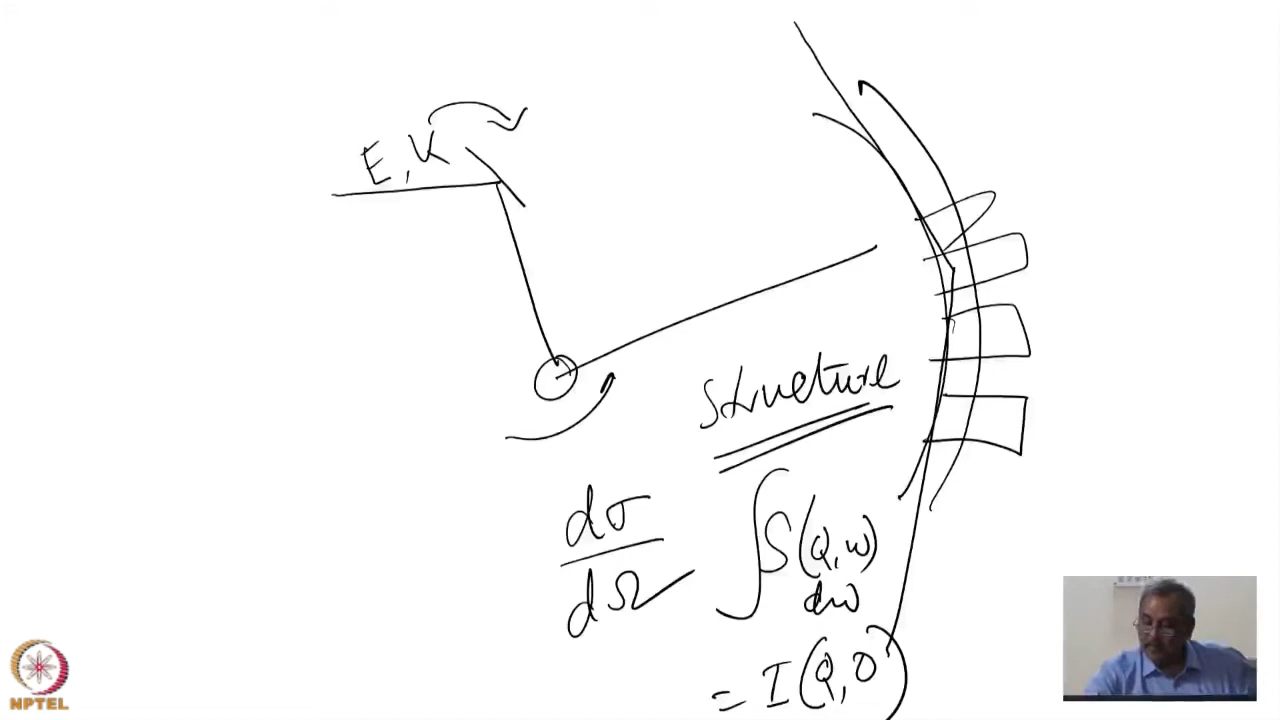 E, K
Structure
dσ
dΩ
∫S(Q, ω)
dω
= I(Q, 0)
NPTEL